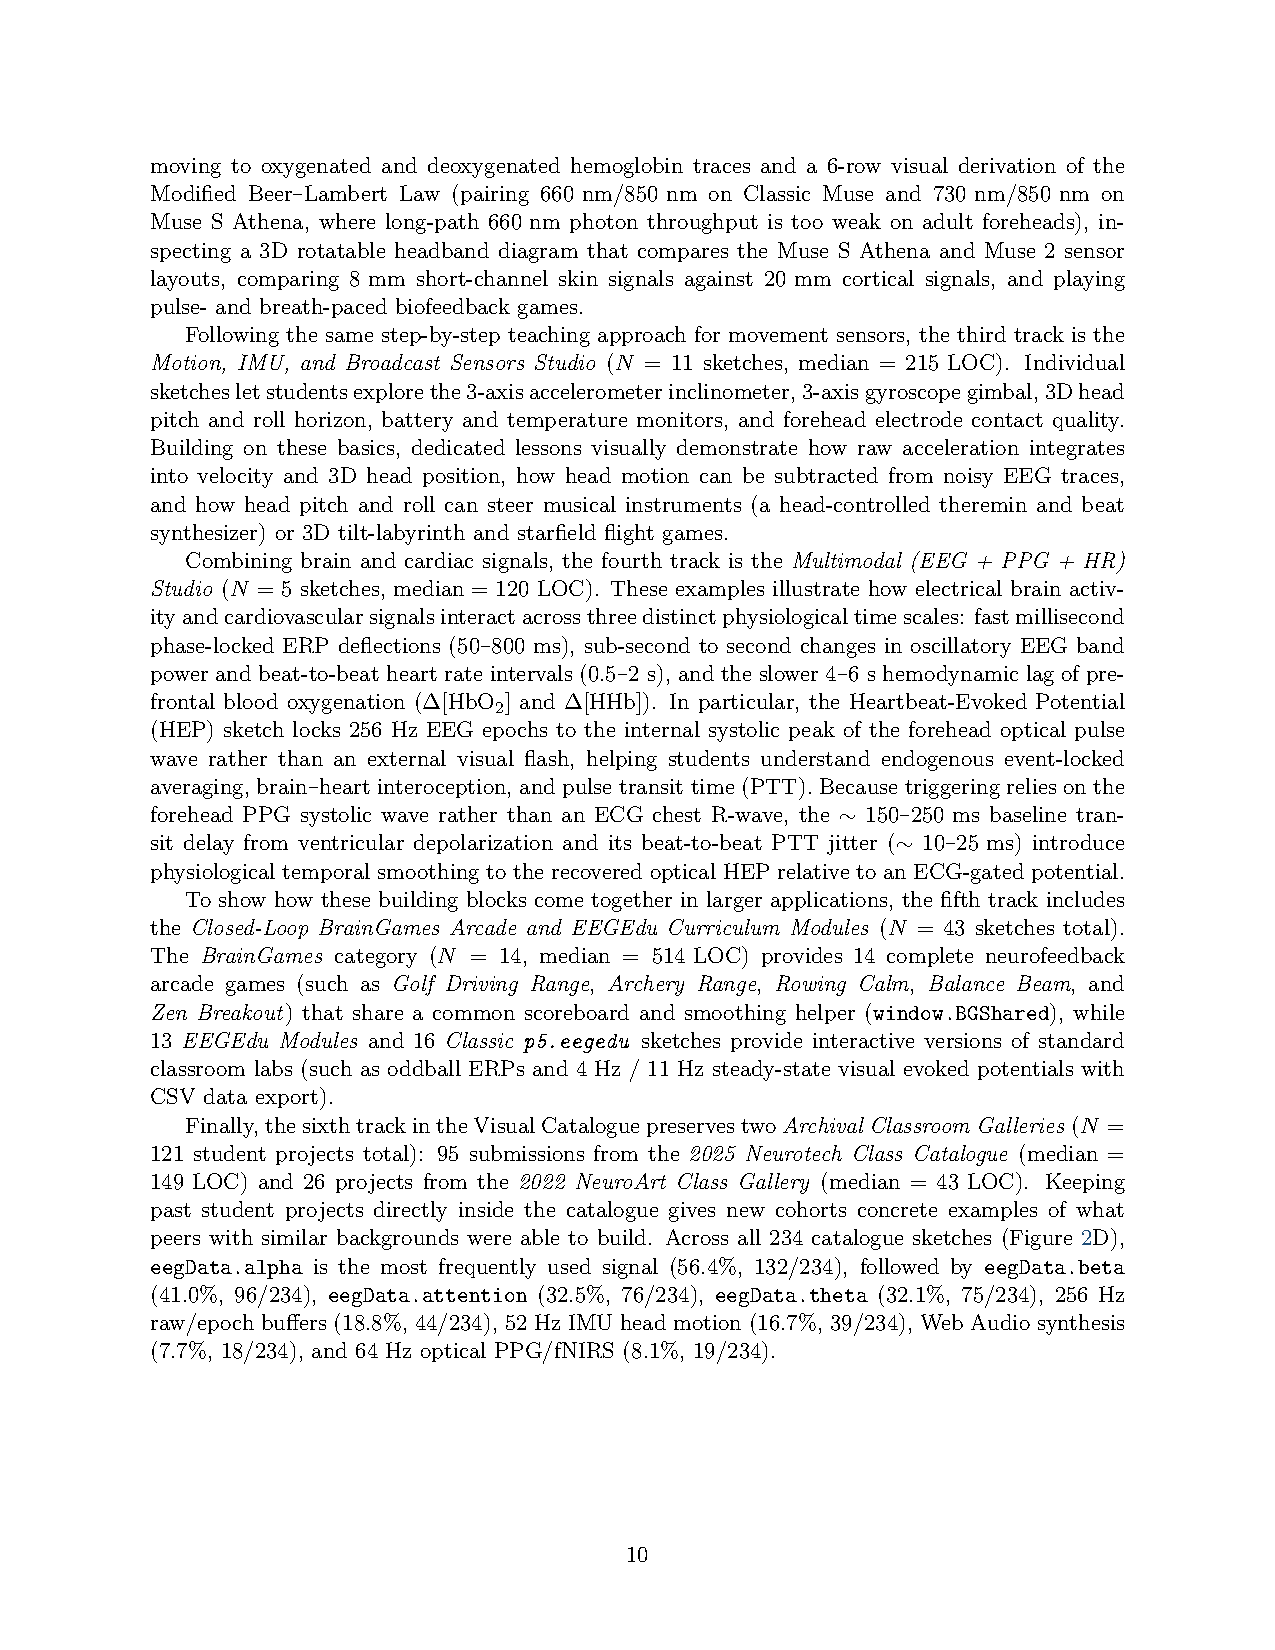 moving to oxygenated and deoxygenated hemoglobin traces and a 6-row visual derivation of the
Modified Beer–Lambert Law (pairing 660 nm/850 nm on Classic Muse and 730 nm/850 nm on
Muse S Athena, where long-path 660 nm photon throughput is too weak on adult foreheads), in-
specting a 3D rotatable headband diagram that compares the Muse S Athena and Muse 2 sensor
layouts, comparing 8 mm short-channel skin signals against 20 mm cortical signals, and playing
pulse- and breath-paced biofeedback games.
Following the same step-by-step teaching approach for movement sensors, the third track is the
Motion, IMU, and Broadcast Sensors Studio (N = 11 sketches, median = 215 LOC). Individual
sketches let students explore the 3-axis accelerometer inclinometer, 3-axis gyroscope gimbal, 3D head
pitch and roll horizon, battery and temperature monitors, and forehead electrode contact quality.
Building on these basics, dedicated lessons visually demonstrate how raw acceleration integrates
into velocity and 3D head position, how head motion can be subtracted from noisy EEG traces,
and how head pitch and roll can steer musical instruments (a head-controlled theremin and beat
synthesizer) or 3D tilt-labyrinth and starfield flight games.
Combining brain and cardiac signals, the fourth track is the Multimodal (EEG + PPG + HR)
Studio (N = 5 sketches, median = 120 LOC). These examples illustrate how electrical brain activ-
ity and cardiovascular signals interact across three distinct physiological time scales: fast millisecond
phase-locked ERP deflections (50–800 ms), sub-second to second changes in oscillatory EEG band
power and beat-to-beat heart rate intervals (0.5–2 s), and the slower 4–6 s hemodynamic lag of pre-
frontal blood oxygenation (Δ[HbO₂] and Δ[HHb]). In particular, the Heartbeat-Evoked Potential
(HEP) sketch locks 256 Hz EEG epochs to the internal systolic peak of the forehead optical pulse
wave rather than an external visual flash, helping students understand endogenous event-locked
averaging, brain–heart interoception, and pulse transit time (PTT). Because triggering relies on the
forehead PPG systolic wave rather than an ECG chest R-wave, the ∼ 150–250 ms baseline tran-
sit delay from ventricular depolarization and its beat-to-beat PTT jitter (∼ 10–25 ms) introduce
physiological temporal smoothing to the recovered optical HEP relative to an ECG-gated potential.
To show how these building blocks come together in larger applications, the fifth track includes
the Closed-Loop BrainGames Arcade and EEGEdu Curriculum Modules (N = 43 sketches total).
The BrainGames category (N = 14, median = 514 LOC) provides 14 complete neurofeedback
arcade games (such as Golf Driving Range, Archery Range, Rowing Calm, Balance Beam, and
Zen Breakout) that share a common scoreboard and smoothing helper (window.BGShared), while
13 EEGEdu Modules and 16 Classic p5.eegedu sketches provide interactive versions of standard
classroom labs (such as oddball ERPs and 4 Hz / 11 Hz steady-state visual evoked potentials with
CSV data export).
Finally, the sixth track in the Visual Catalogue preserves two Archival Classroom Galleries (N =
121 student projects total): 95 submissions from the 2025 Neurotech Class Catalogue (median =
149 LOC) and 26 projects from the 2022 NeuroArt Class Gallery (median = 43 LOC). Keeping
past student projects directly inside the catalogue gives new cohorts concrete examples of what
peers with similar backgrounds were able to build. Across all 234 catalogue sketches (Figure 2D),
eegData.alpha is the most frequently used signal (56.4%, 132/234), followed by eegData.beta
(41.0%, 96/234), eegData.attention (32.5%, 76/234), eegData.theta (32.1%, 75/234), 256 Hz
raw/epoch buffers (18.8%, 44/234), 52 Hz IMU head motion (16.7%, 39/234), Web Audio synthesis
(7.7%, 18/234), and 64 Hz optical PPG/fNIRS (8.1%, 19/234).
10